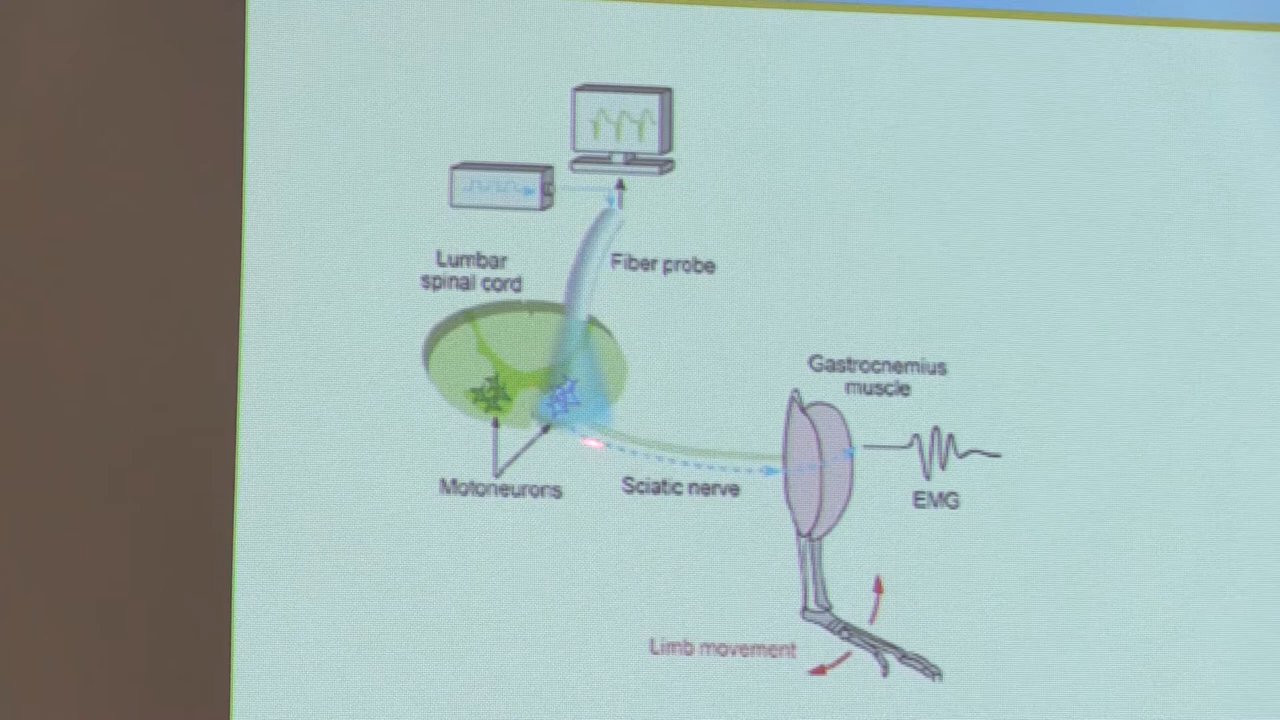 Lumbar
spinal cord
Fiber probe
Gastrocnemius
muscle
Motoneurons
Sciatic nerve
EMG
Limb movement